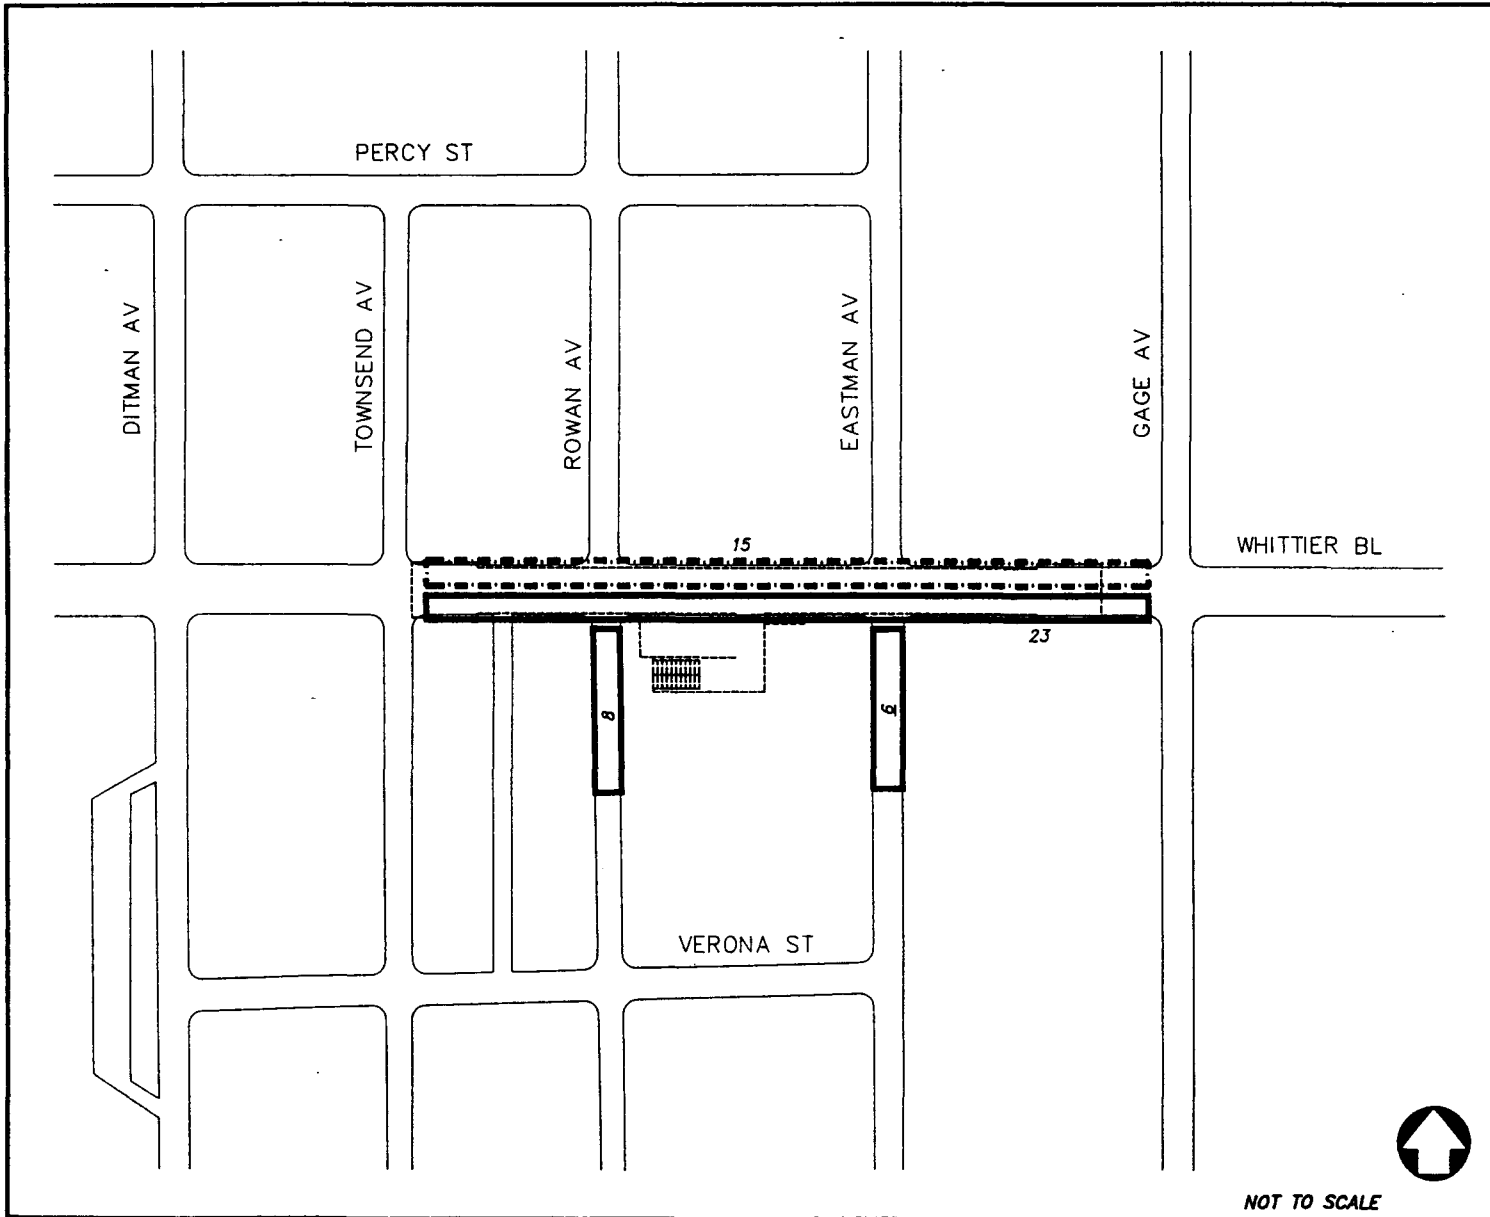 PERCY ST
DITMAN AV
TOWNSEND AV
ROWAN AV
EASTMAN AV
GAGE AV
15
WHITTIER BL
23
8
6
VERONA ST
NOT TO SCALE